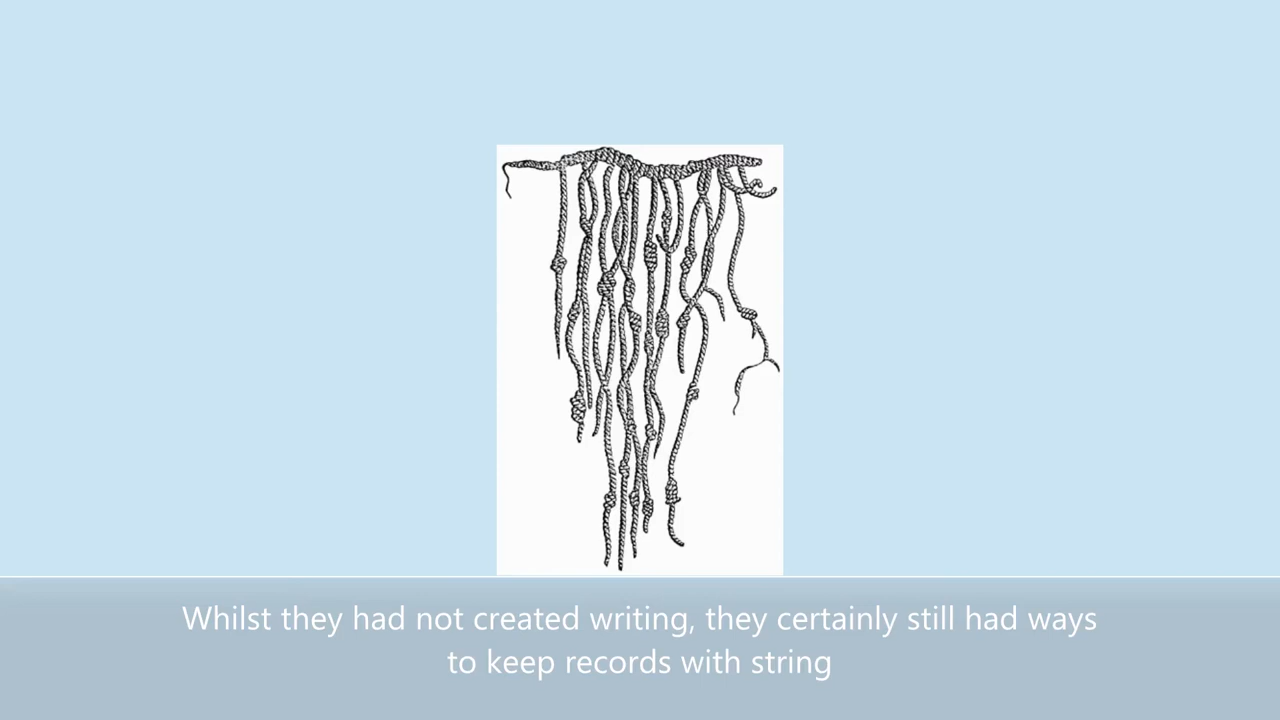 Whilst they had not created writing, they certainly still had ways
to keep records with string